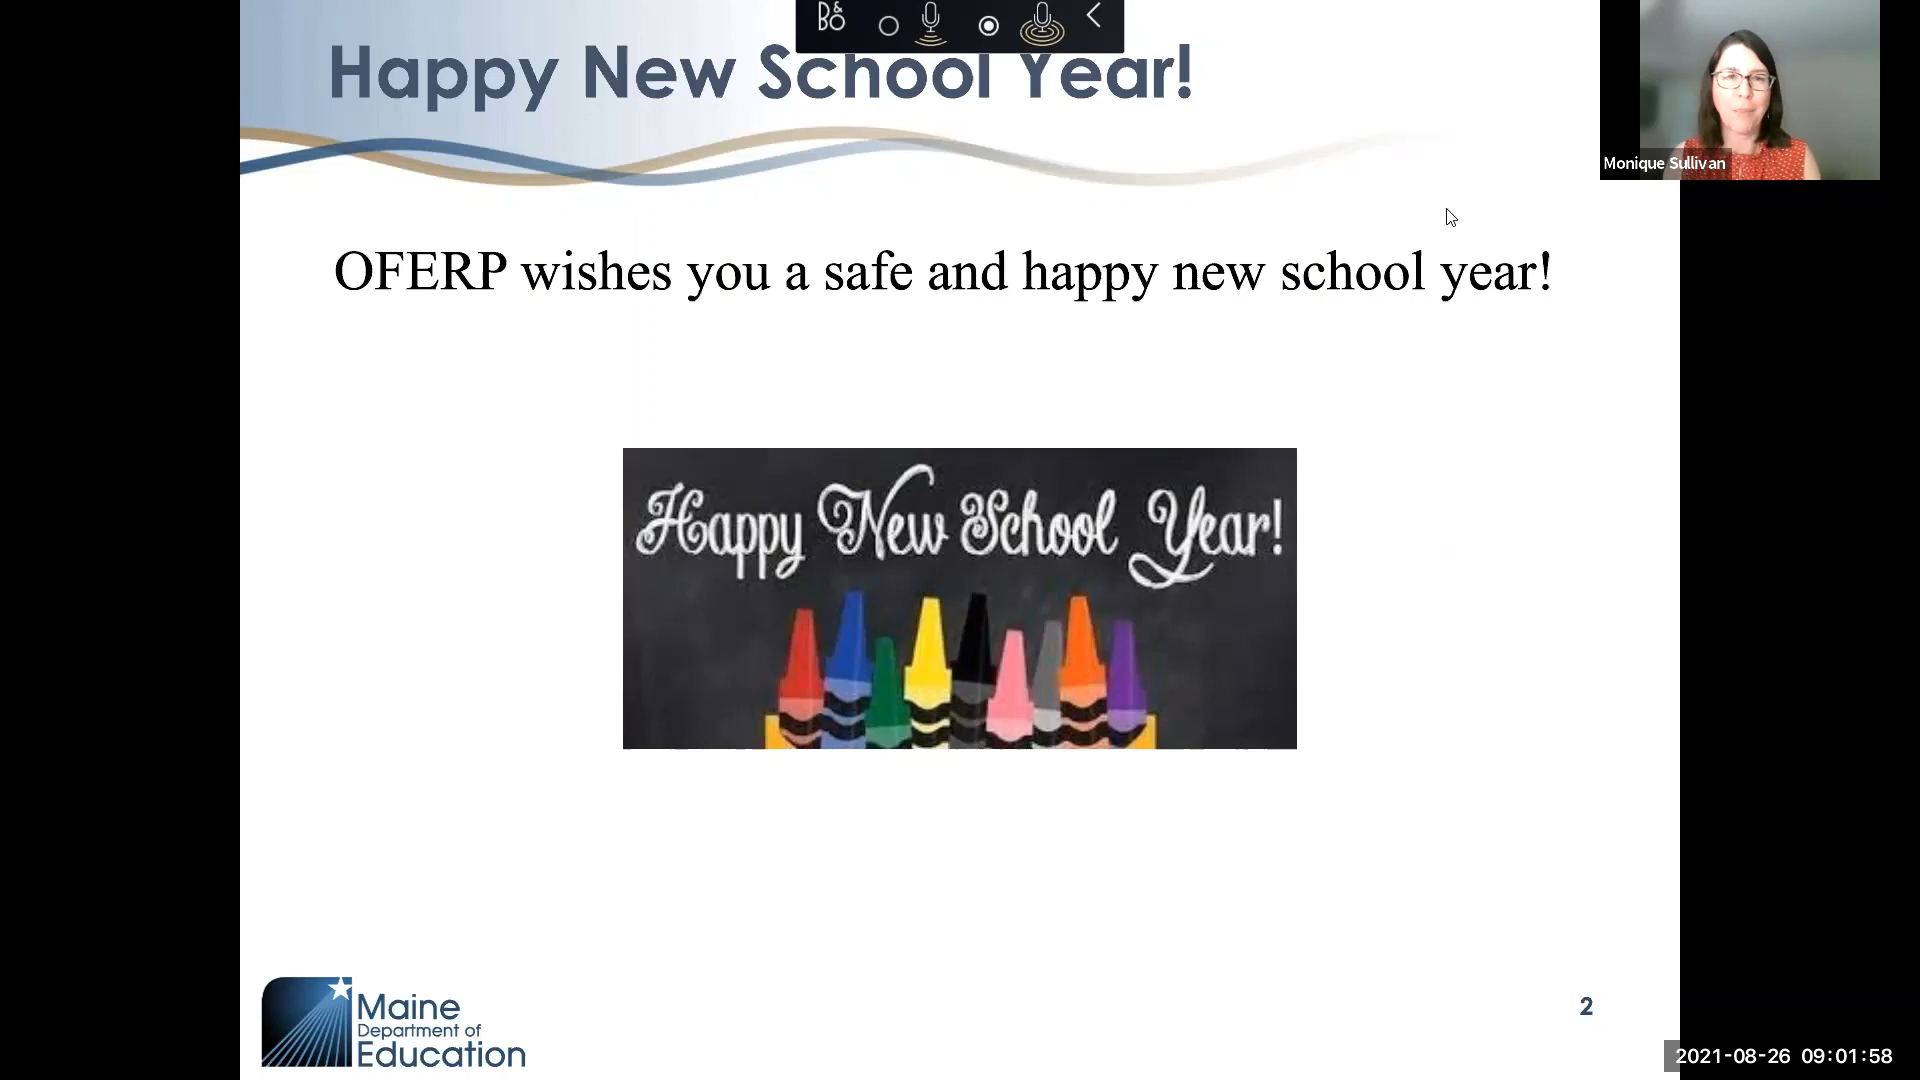 B&O
Happy New School Year!
Monique Sullivan
OFERP wishes you a safe and happy new school year!
Happy New School Year!
Maine
Department of
Education
2
2021-08-26 09:01:58